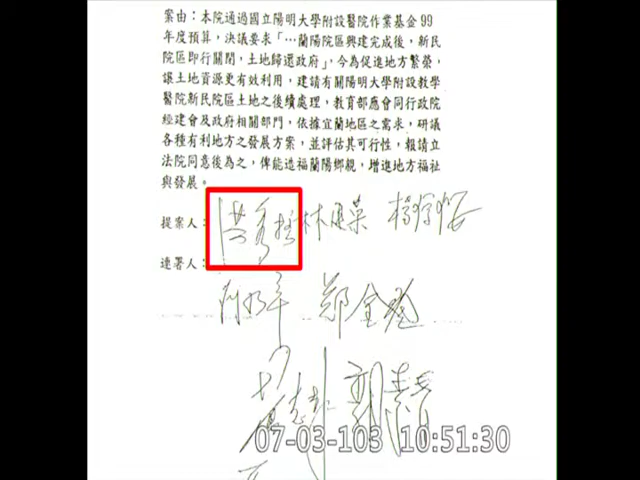 案由：本院通過國立陽明大學附設醫院作業基金99
年度預算，決議要求「…蘭陽院區興建完成後，新民
院區即行關閉，土地歸還政府」，今為促進地方繁榮，
讓土地資源更有效利用，建請有關陽明大學附設教學
醫院新民院區土地之後續處理，教育部應會同行政院
經建會及政府相關部門，依據宜蘭地區之需求，研議
各種有利地方之發展方案，並評估其可行性，報請立
法院同意後為之，俾能造福蘭陽鄉親，增進地方福祉
與發展。
提案人：
連署人：
07-03-103 10:51:30